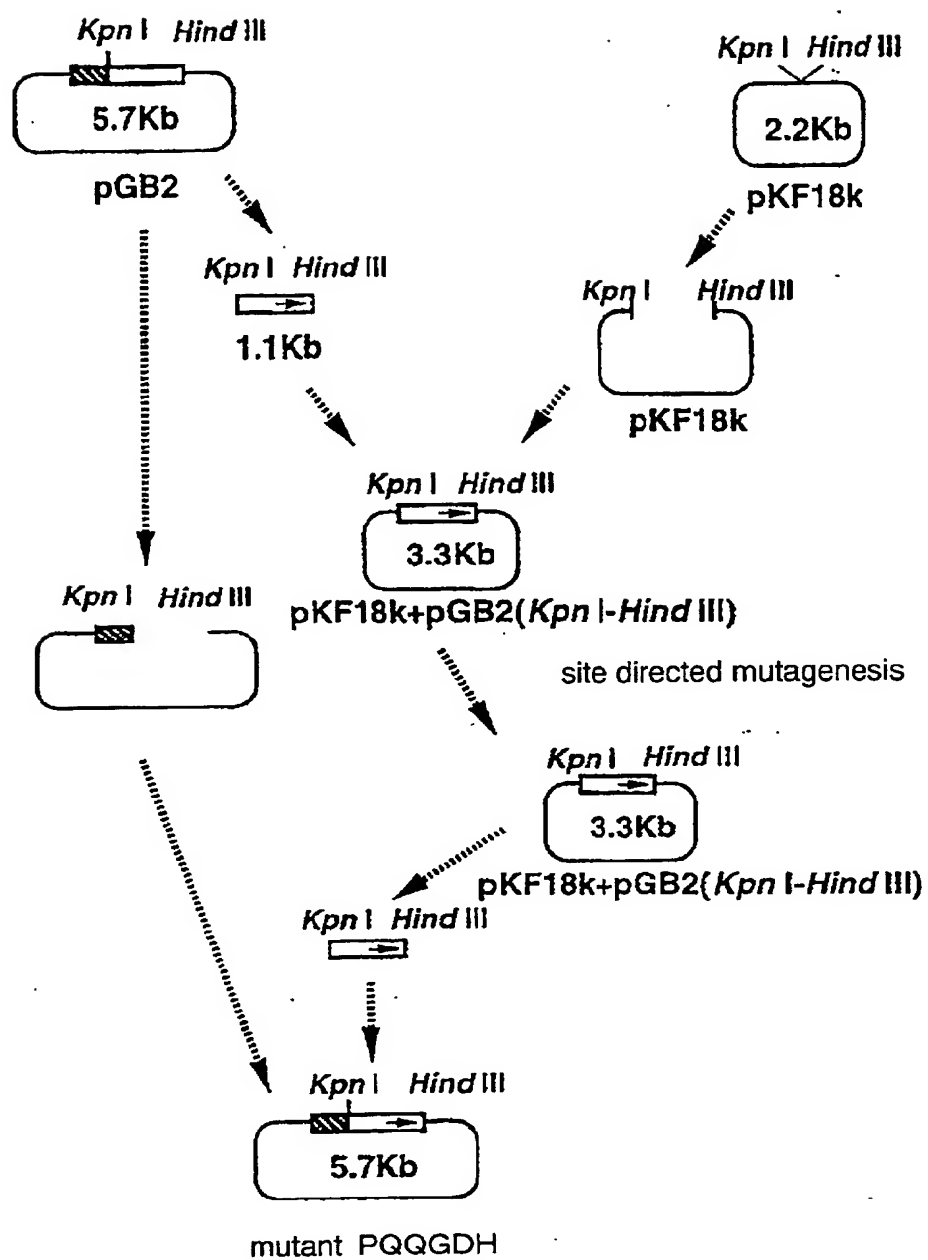 Kpn I Hind III
5.7Kb
pGB2
Kpn I Hind III
2.2Kb
pKF18k
Kpn I Hind III
1.1Kb
Kpn I Hind III
pKF18k
Kpn I Hind III
3.3Kb
pKF18k+pGB2(Kpn I-Hind III)
Kpn I Hind III
site directed mutagenesis
Kpn I Hind III
3.3Kb
pKF18k+pGB2(Kpn I-Hind III)
Kpn I Hind III
Kpn I Hind III
5.7Kb
mutant PQQGDH